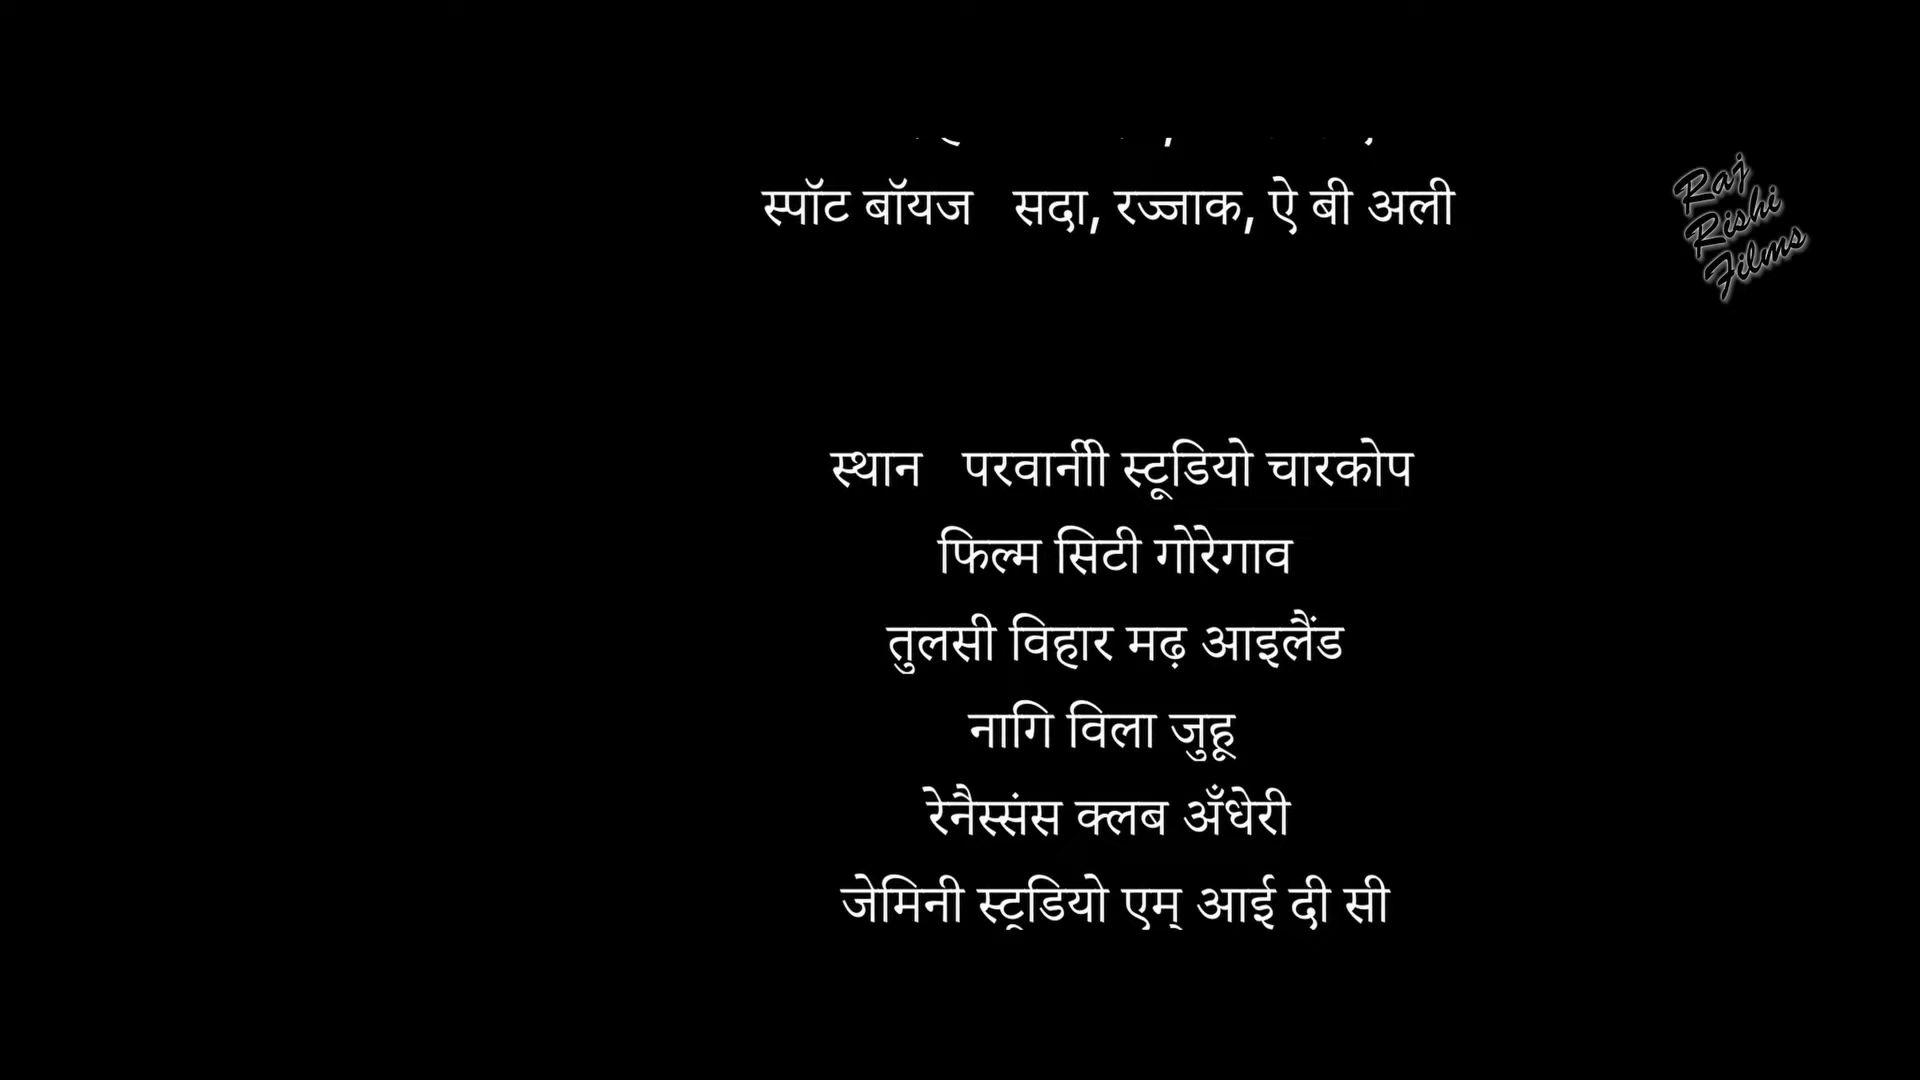 स्पॉट बॉयज   सदा, रज्जाक, ऐ बी अली
Raj
Rishi
Films
स्थान   परवानीी स्टूडियो चारकोप
फिल्म सिटी गोरेगाव
तुलसी विहार मढ़ आइलैंड
नागि विला जुहू
रेनैस्संस क्लब अँधेरी
जेमिनी स्टूडियो एम् आई दी सी